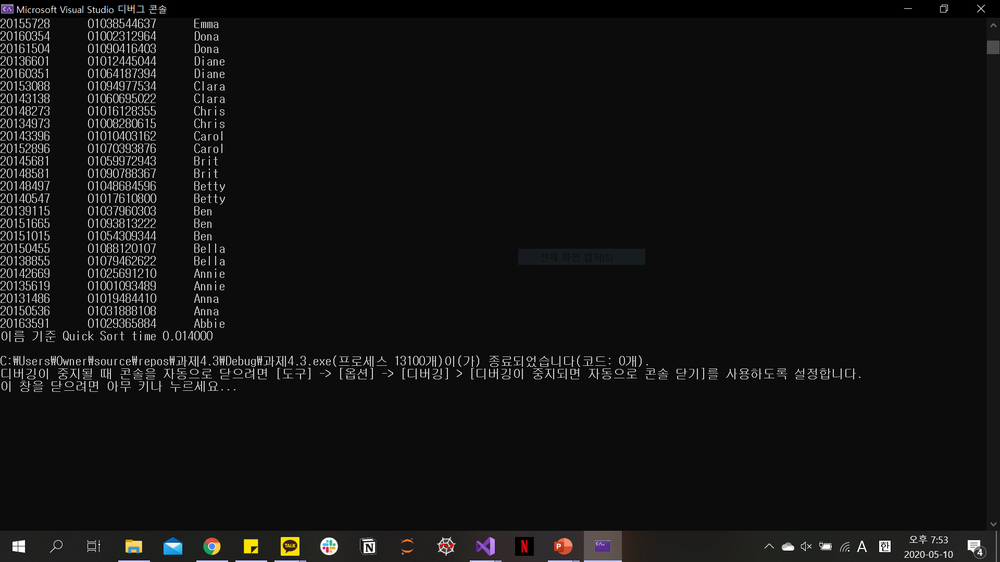 Microsoft Visual Studio 디버그 콘솔
20155728 01038544637 Emma
20160354 01002312964 Dona
20161504 01090416403 Dona
20136601 01012445044 Diane
20160351 01064187394 Diane
20153088 01094977534 Clara
20143138 01060695022 Clara
20148273 01016128355 Chris
20134973 01008280615 Chris
20143396 01010403162 Carol
20152896 01070393876 Carol
20145681 01059972943 Brit
20148581 01090788367 Brit
20148497 01048684596 Betty
20140547 01017610800 Betty
20139115 01037960303 Ben
20151665 01093813222 Ben
20151015 01054309344 Ben
20150455 01088120107 Bella
20138855 01079462622 Bella
20142669 01025691210 Annie
20135619 01001093489 Annie
20131486 01019484410 Anna
20150536 01031888108 Anna
20163591 01029365884 Abbie
이름 기준 Quick Sort time 0.014000
C:₩Users₩Owner₩source₩repos₩과제4.3₩Debug₩과제4.3.exe(프로세스 13100개)이(가) 종료되었습니다(코드: 0개).
디버깅이 중지될 때 콘솔을 자동으로 닫으려면 [도구] -> [옵션] -> [디버깅] > [디버깅이 중지되면 자동으로 콘솔 닫기]를 사용하도록 설정합니다.
이 창을 닫으려면 아무 키나 누르세요...
전체 화면 캡처(S)
TALK
N
N
P
C:\_
A
한
오후 7:53
2020-05-10
4